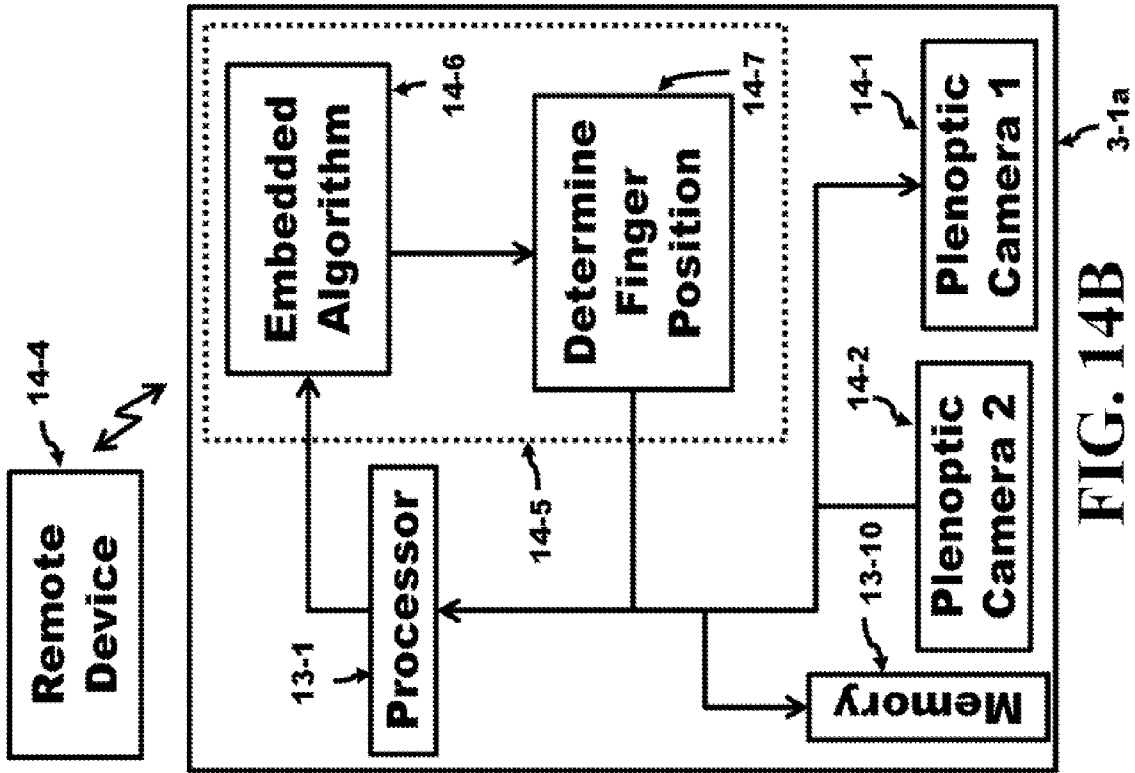 Remote
Device
14-4
13-1
Processor
14-5
Embedded
Algorithm
14-6
Determine
Finger
Position
14-7
Memory
13-10
Plenoptic
Camera 2
14-2
Plenoptic
Camera 1
14-1
3-1a
FIG. 14B